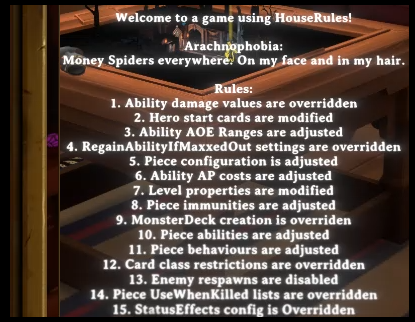 Welcome to a game using HouseRules!
Arachnophobia:
Money Spiders everywhere. On my face and in my hair.
Rules:
1. Ability damage values are overridden
2. Hero start cards are modified
3. Ability AOE Ranges are adjusted
4. RegainAbilityIfMaxxedOut settings are overridden
5. Piece configuration is adjusted
6. Ability AP costs are adjusted
7. Level properties are modified
8. Piece immunities are adjusted
9. MonsterDeck creation is overriden
10. Piece abilities are adjusted
11. Piece behaviours are adjusted
12. Card class restrictions are overridden
13. Enemy respawns are disabled
14. Piece UseWhenKilled lists are overridden
15. StatusEffects config is Overridden